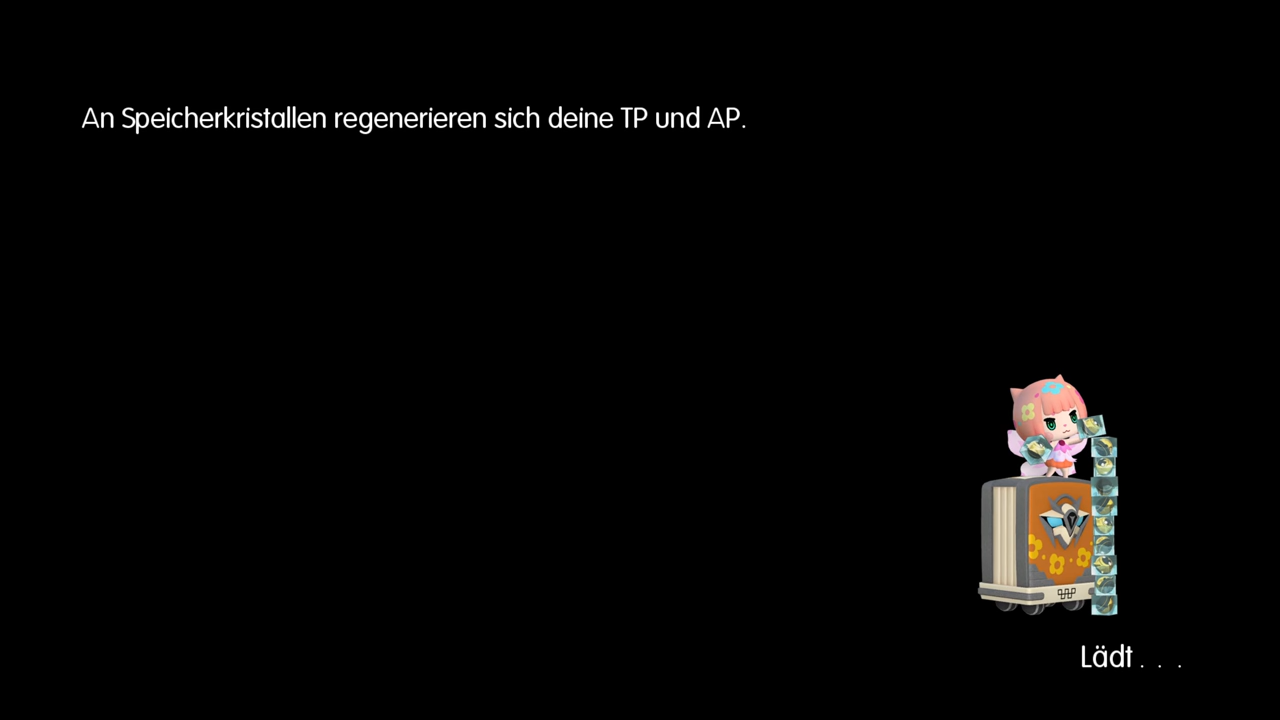 An Speicherkristallen regenerieren sich deine TP und AP.
Lädt . . .